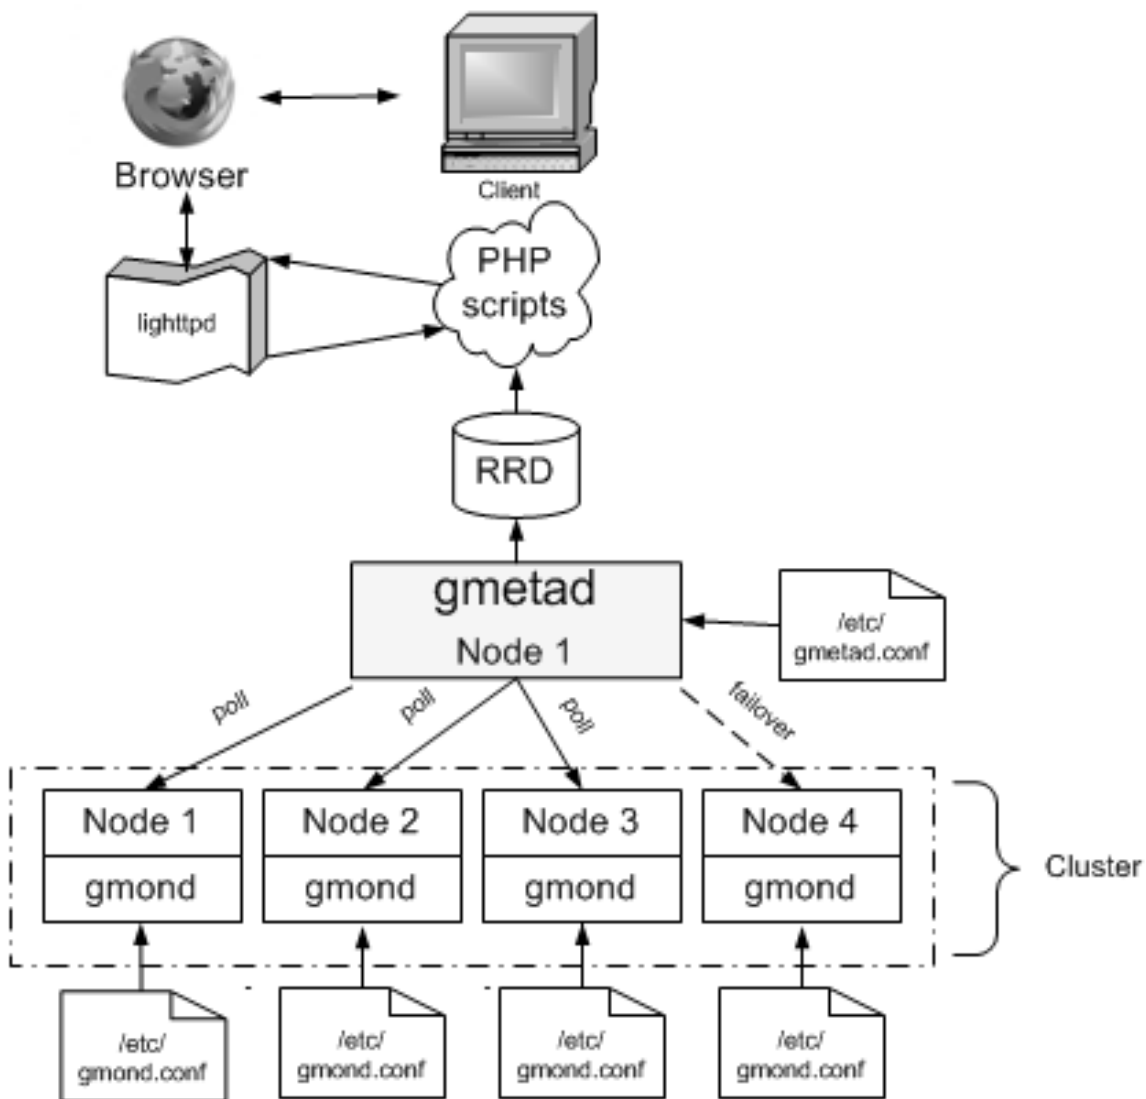 Browser
Client
PHP
scripts
lighttpd
RRD
gmetad
Node 1
/etc/
gmetad.conf
poll
poll
poll
failover
Node 1
Node 2
Node 3
Node 4
gmond
gmond
gmond
gmond
Cluster
/etc/
gmond.conf
/etc/
gmond.conf
/etc/
gmond.conf
/etc/
gmond.conf